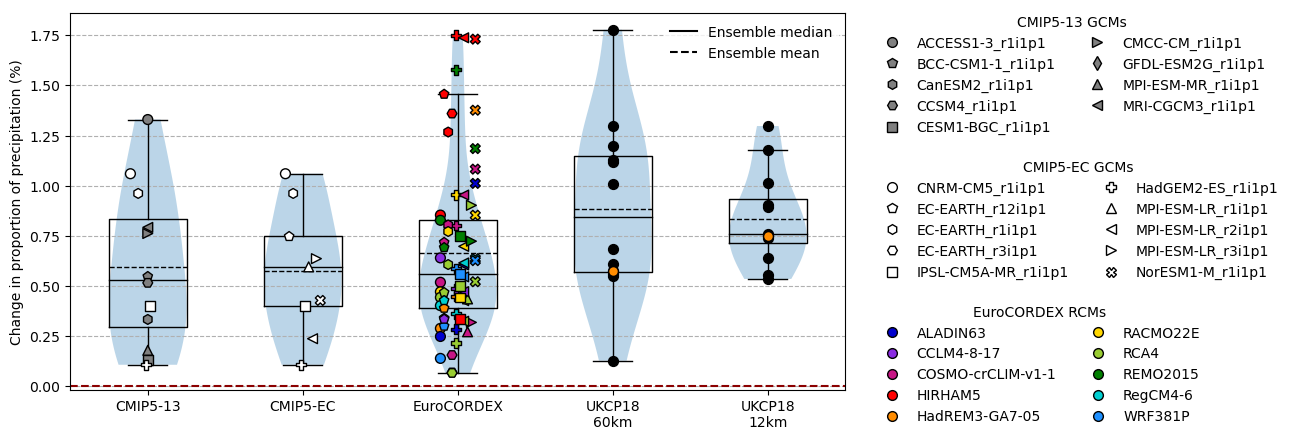 Change in proportion of precipitation (%)
1.75
1.50
1.25
1.00
0.75
0.50
0.25
0.00
Ensemble median
Ensemble mean
CMIP5-13
CMIP5-EC
EuroCORDEX
UKCP18
60km
UKCP18
12km
CMIP5-13 GCMs
ACCESS1-3_r1i1p1
BCC-CSM1-1_r1i1p1
CanESM2_r1i1p1
CCSM4_r1i1p1
CESM1-BGC_r1i1p1
CMCC-CM_r1i1p1
GFDL-ESM2G_r1i1p1
MPI-ESM-MR_r1i1p1
MRI-CGCM3_r1i1p1
CMIP5-EC GCMs
CNRM-CM5_r1i1p1
EC-EARTH_r12i1p1
EC-EARTH_r1i1p1
EC-EARTH_r3i1p1
IPSL-CM5A-MR_r1i1p1
HadGEM2-ES_r1i1p1
MPI-ESM-LR_r1i1p1
MPI-ESM-LR_r2i1p1
MPI-ESM-LR_r3i1p1
NorESM1-M_r1i1p1
EuroCORDEX RCMs
ALADIN63
CCLM4-8-17
COSMO-crCLIM-v1-1
HIRHAM5
HadREM3-GA7-05
RACMO22E
RCA4
REMO2015
RegCM4-6
WRF381P